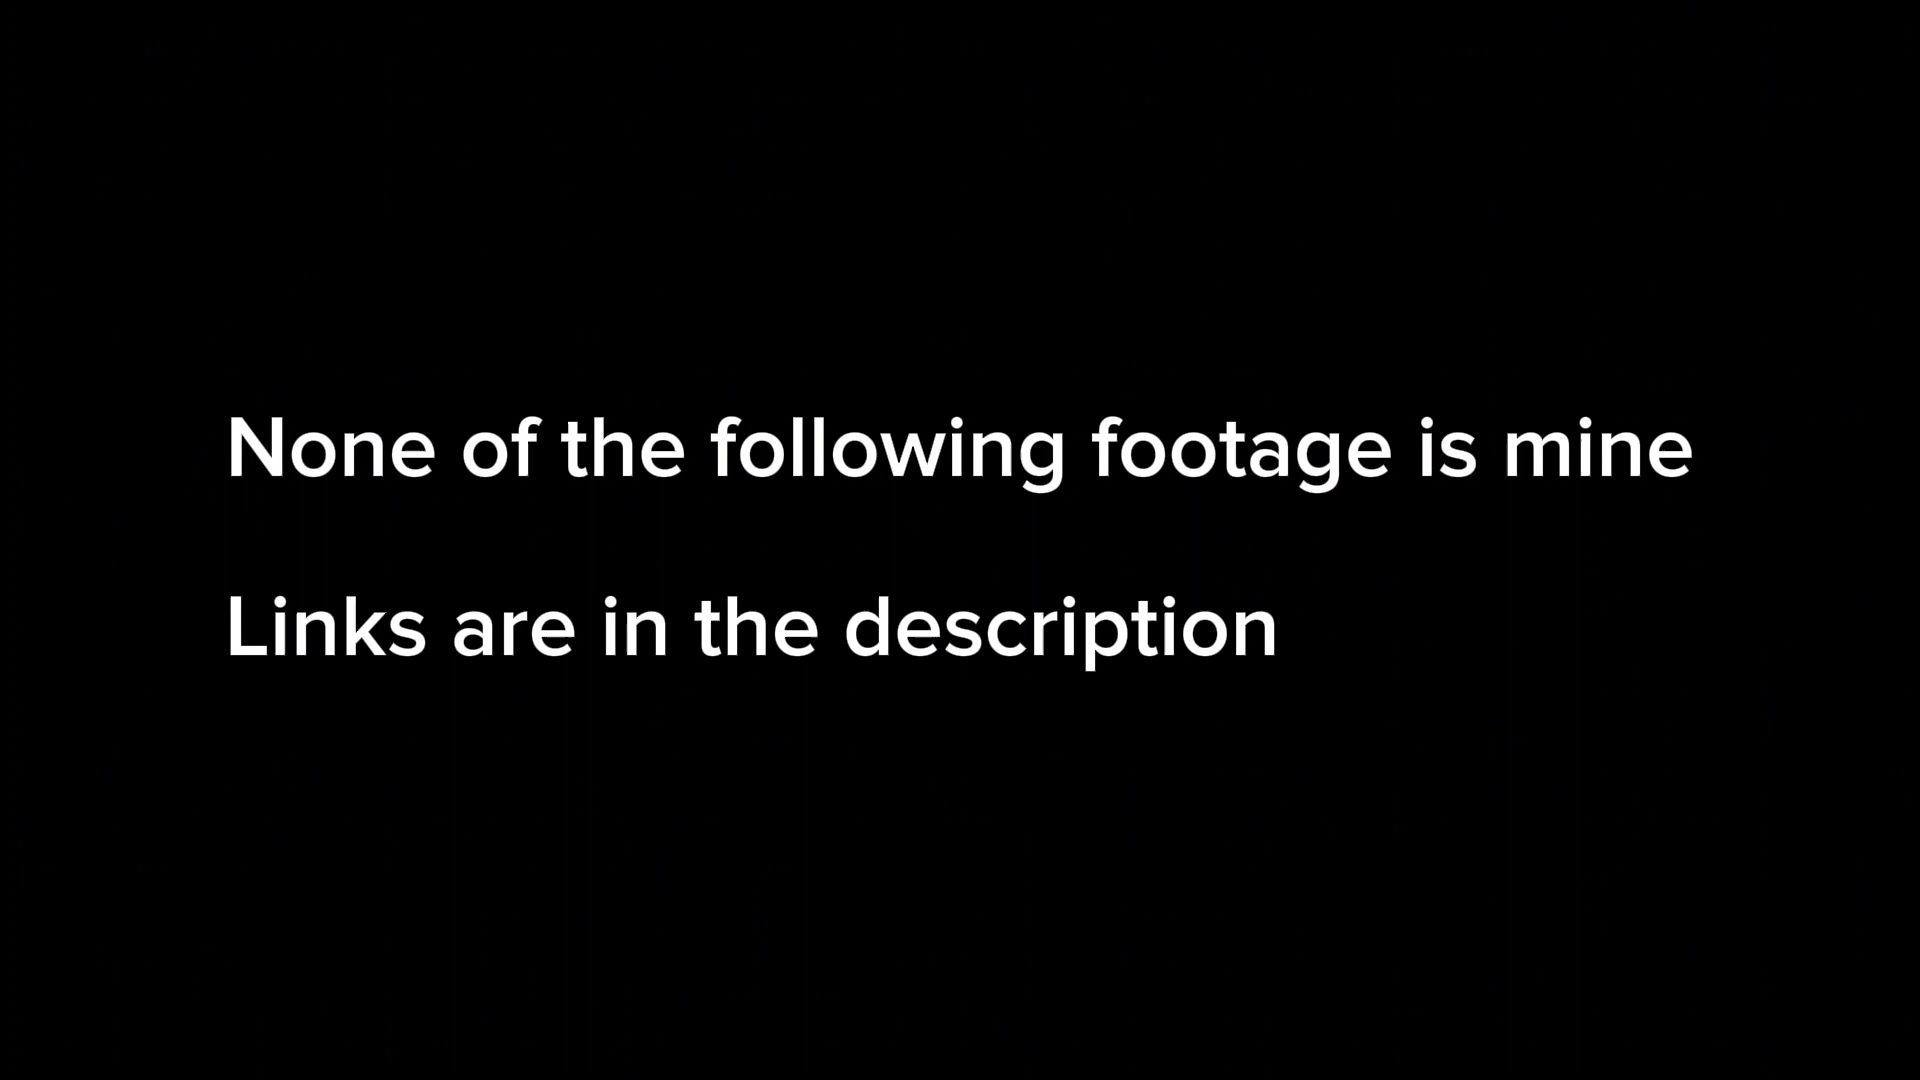 None of the following footage is mine
Links are in the description